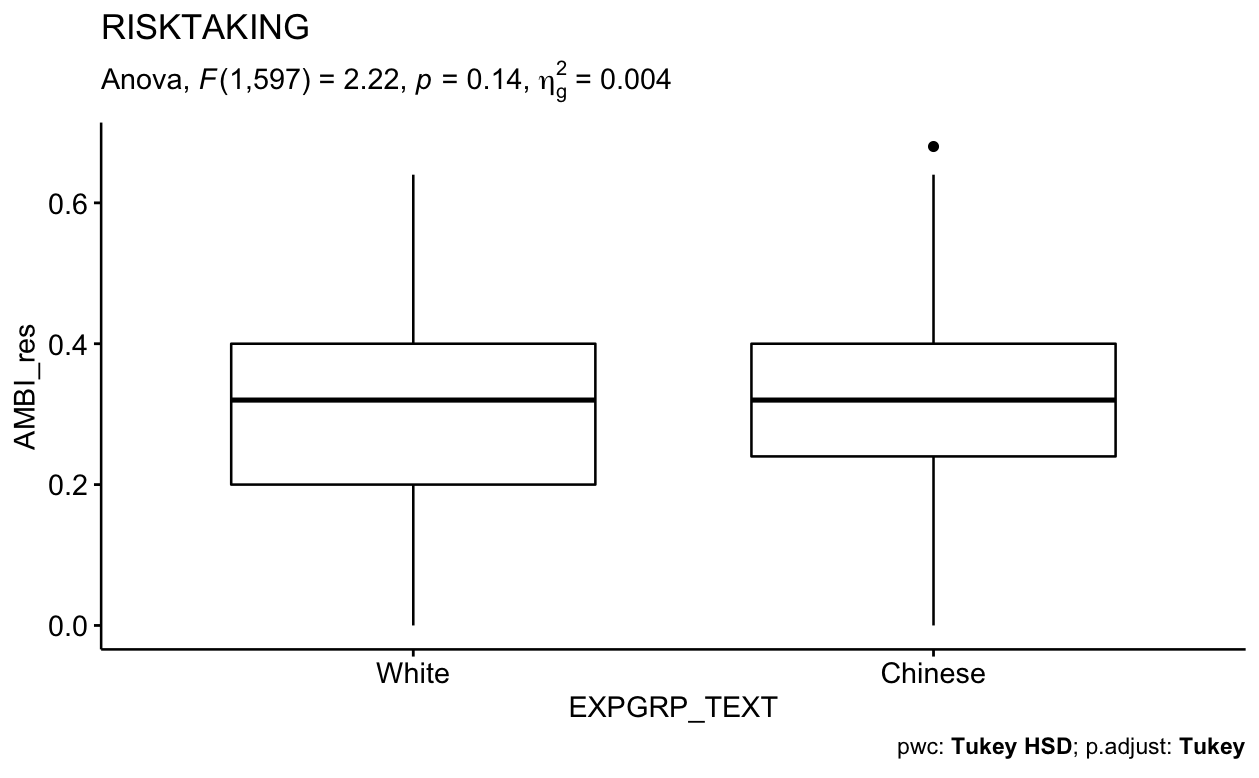 RISKTAKING
Anova, F(1,597) = 2.22, p = 0.14, η²g = 0.004
AMBI_res
0.6
0.4
0.2
0.0
White Chinese
EXPGRP_TEXT
pwc: Tukey HSD; p.adjust: Tukey